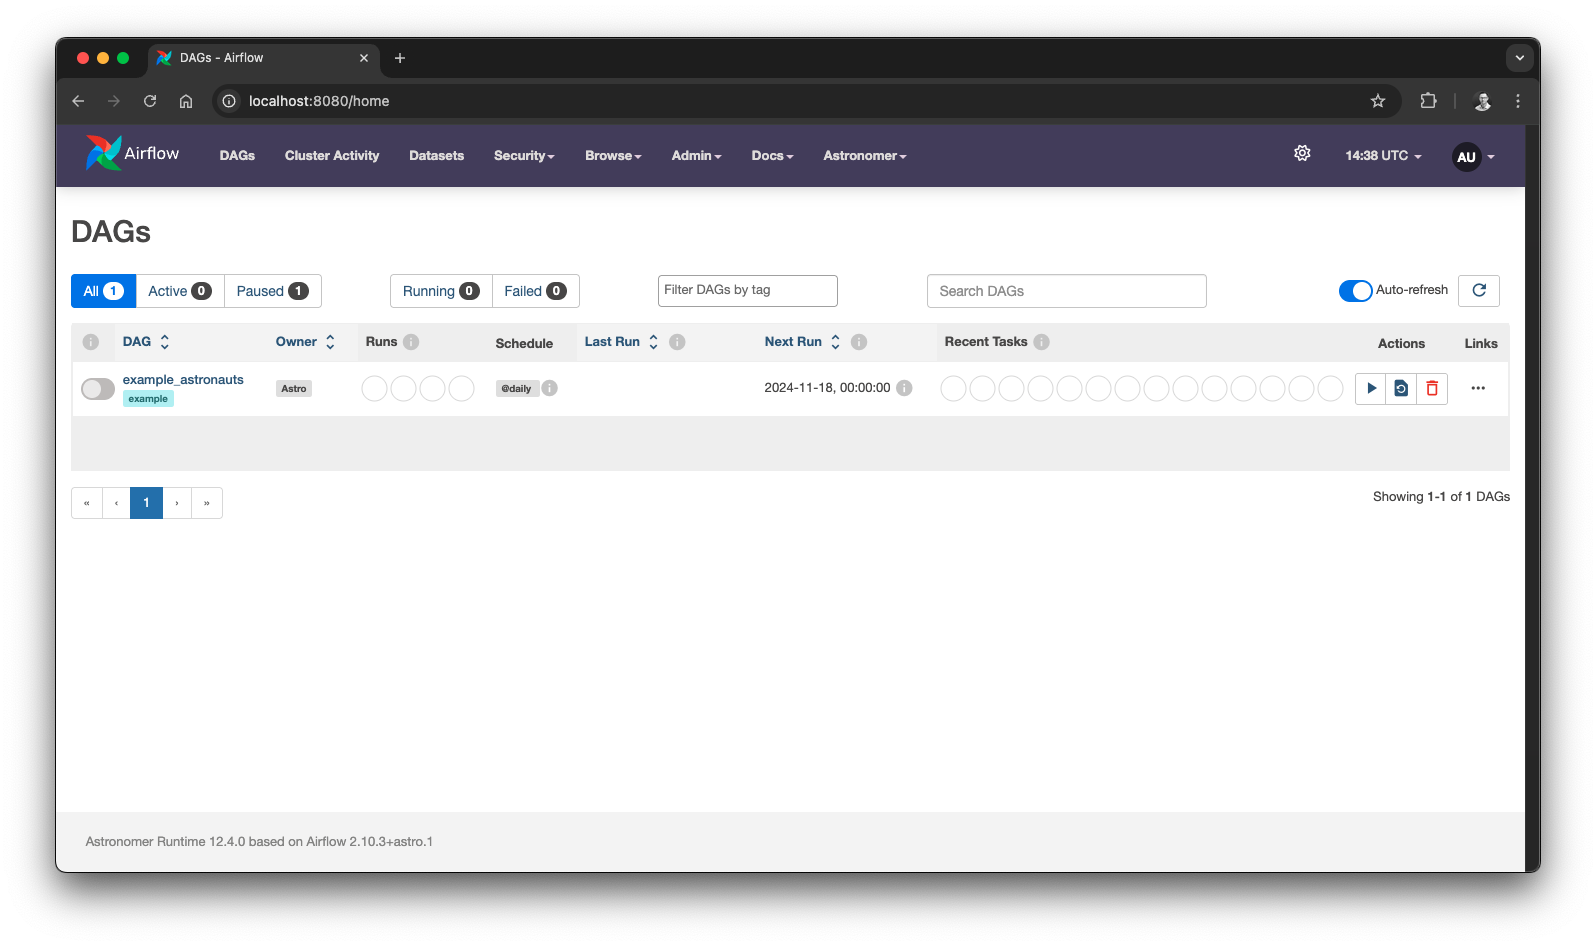 DAGs - Airflow
localhost:8080/home
Airflow DAGs Cluster Activity Datasets Security Browse Admin Docs Astronomer 14:38 UTC AU
DAGs
All 1 Active 0 Paused 1 Running 0 Failed 0 Filter DAGs by tag Search DAGs Auto-refresh
DAG Owner Runs Schedule Last Run Next Run Recent Tasks Actions Links
example_astronauts Astro @daily 2024-11-18, 00:00:00
example
« ‹ 1 › » Showing 1-1 of 1 DAGs
Astronomer Runtime 12.4.0 based on Airflow 2.10.3+astro.1